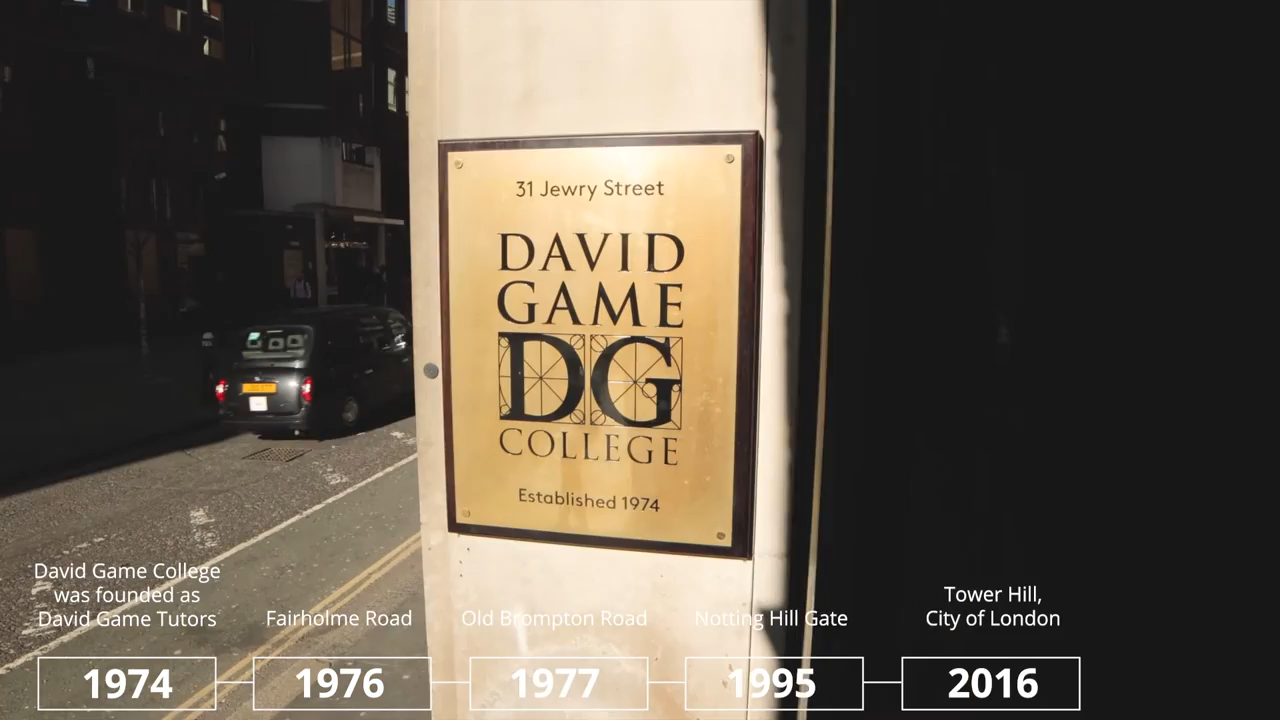 31 Jewry Street
DAVID
GAME
DG
COLLEGE
Established 1974
David Game College
was founded as
David Game Tutors
Fairholme Road
Old Brompton Road
Notting Hill Gate
Tower Hill,
City of London
1974
1976
1977
1995
2016